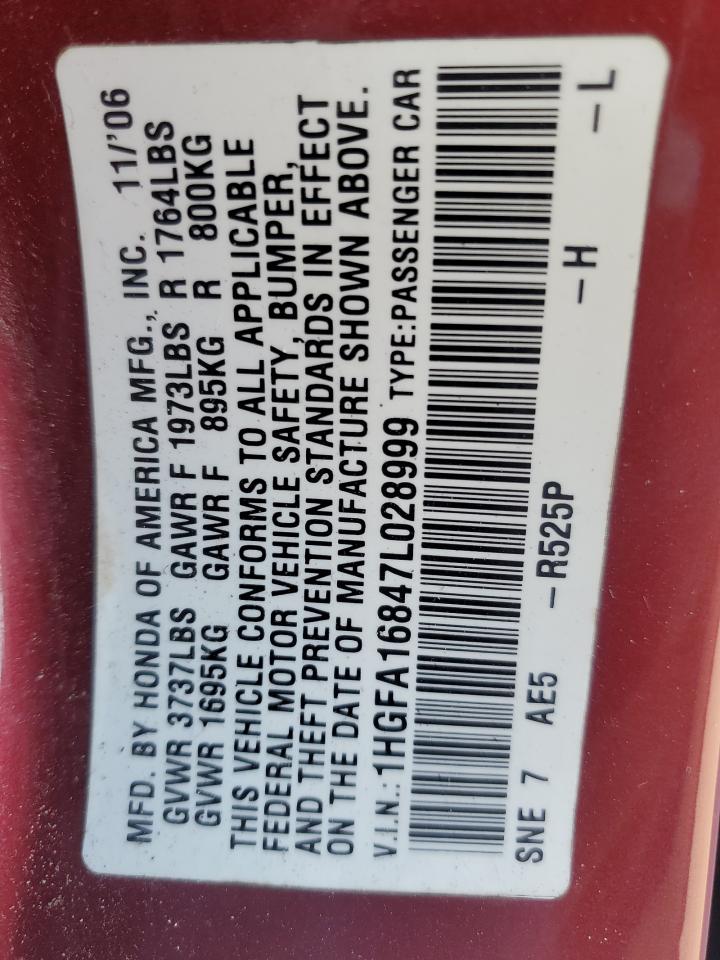 MFD. BY HONDA OF AMERICA MFG., INC. 11/'06
GVWR 3737LBS GAWR F 1973LBS R 1764LBS
GVWR 1695KG GAWR F 895KG R 800KG
THIS VEHICLE CONFORMS TO ALL APPLICABLE
FEDERAL MOTOR VEHICLE SAFETY, BUMPER,
AND THEFT PREVENTION STANDARDS IN EFFECT
ON THE DATE OF MANUFACTURE SHOWN ABOVE.
V.I.N.: 1HGFA16847L028999 TYPE:PASSENGER CAR
SNE 7 AE5 - R525P - H - L